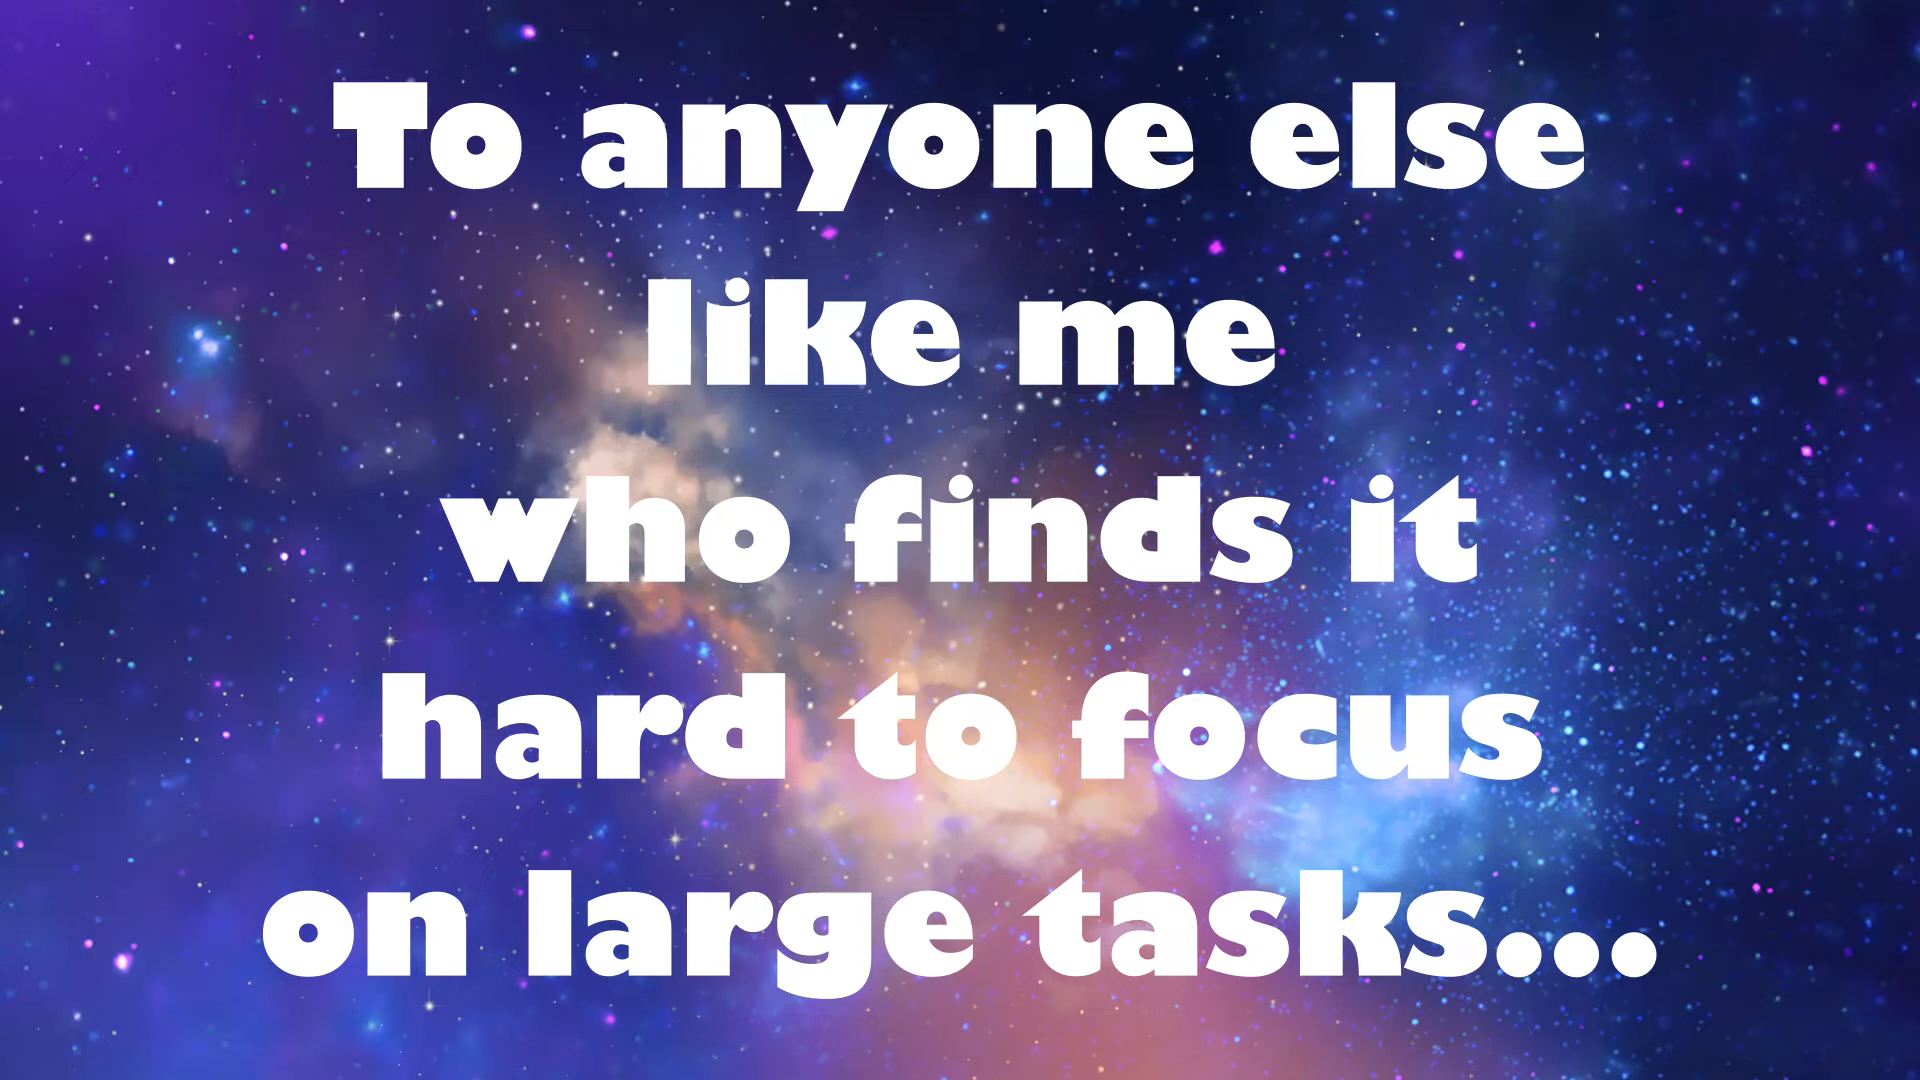 To anyone else
like me
who finds it
hard to focus
on large tasks...